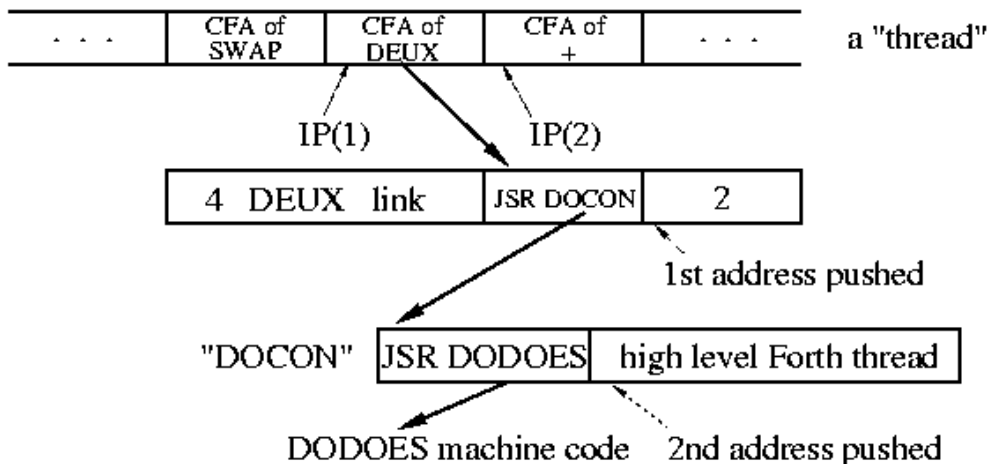 . . . CFA of SWAP CFA of DEUX CFA of + . . . a "thread"
IP(1) IP(2)
4 DEUX link JSR DOCON 2
1st address pushed
"DOCON" JSR DODOES high level Forth thread
DODOES machine code 2nd address pushed